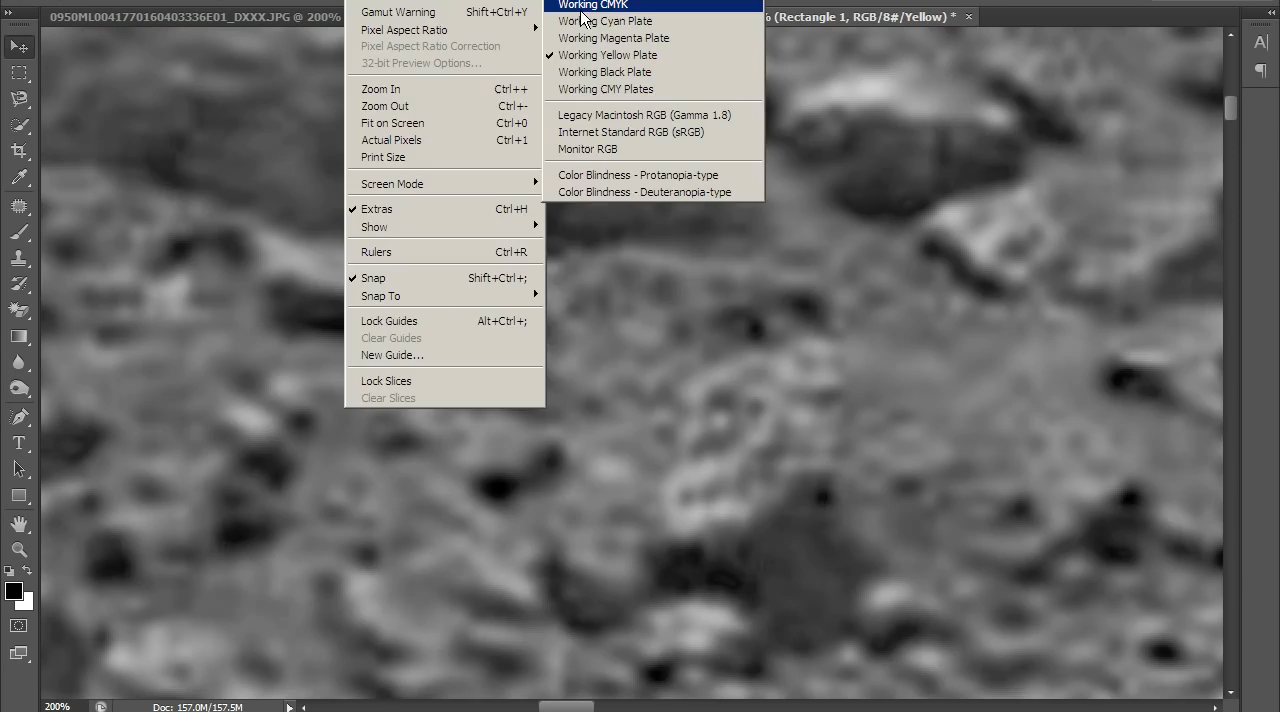 0950ML0041770160403336E01_DXXX.JPG @ 200%
% (Rectangle 1, RGB/8#/Yellow) * ×
Gamut Warning Shift+Ctrl+Y
Pixel Aspect Ratio
Pixel Aspect Ratio Correction
32-bit Preview Options...
Zoom In Ctrl++
Zoom Out Ctrl+-
Fit on Screen Ctrl+0
Actual Pixels Ctrl+1
Print Size
Screen Mode
Extras Ctrl+H
Show
Rulers Ctrl+R
Snap Shift+Ctrl+;
Snap To
Lock Guides Alt+Ctrl+;
Clear Guides
New Guide...
Lock Slices
Clear Slices
Working CMYK
Working Cyan Plate
Working Magenta Plate
Working Yellow Plate
Working Black Plate
Working CMY Plates
Legacy Macintosh RGB (Gamma 1.8)
Internet Standard RGB (sRGB)
Monitor RGB
Color Blindness - Protanopia-type
Color Blindness - Deuteranopia-type
200%
Doc: 157.0M/157.5M